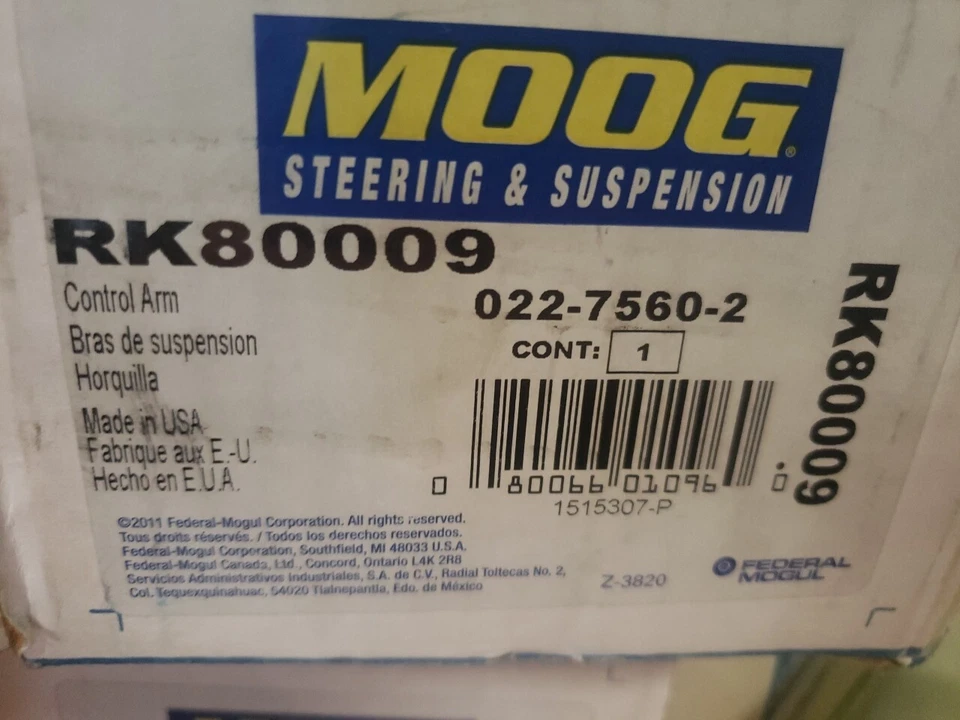 MOOG®
STEERING & SUSPENSION
RK80009
Control Arm
Bras de suspension
Horquilla
Made in USA
Fabrique aux E.-U.
Hecho en E.U.A.
022-7560-2
CONT: 1
0 80066 01096 0
1515307-P
RK80009
©2011 Federal-Mogul Corporation. All rights reserved.
Tous droits réservés. / Todos los derechos reservados.
Federal-Mogul Corporation, Southfield, MI 48033 U.S.A.
Federal-Mogul Canada, Ltd., Concord, Ontario L4K 2R8
Servicios Administrativos Industriales, S.A. de C.V., Radial Toltecas No. 2,
Col. Tequexquinahuac, 54020 Tlalnepantla, Edo. de México
Z-3820
FEDERAL
MOGUL